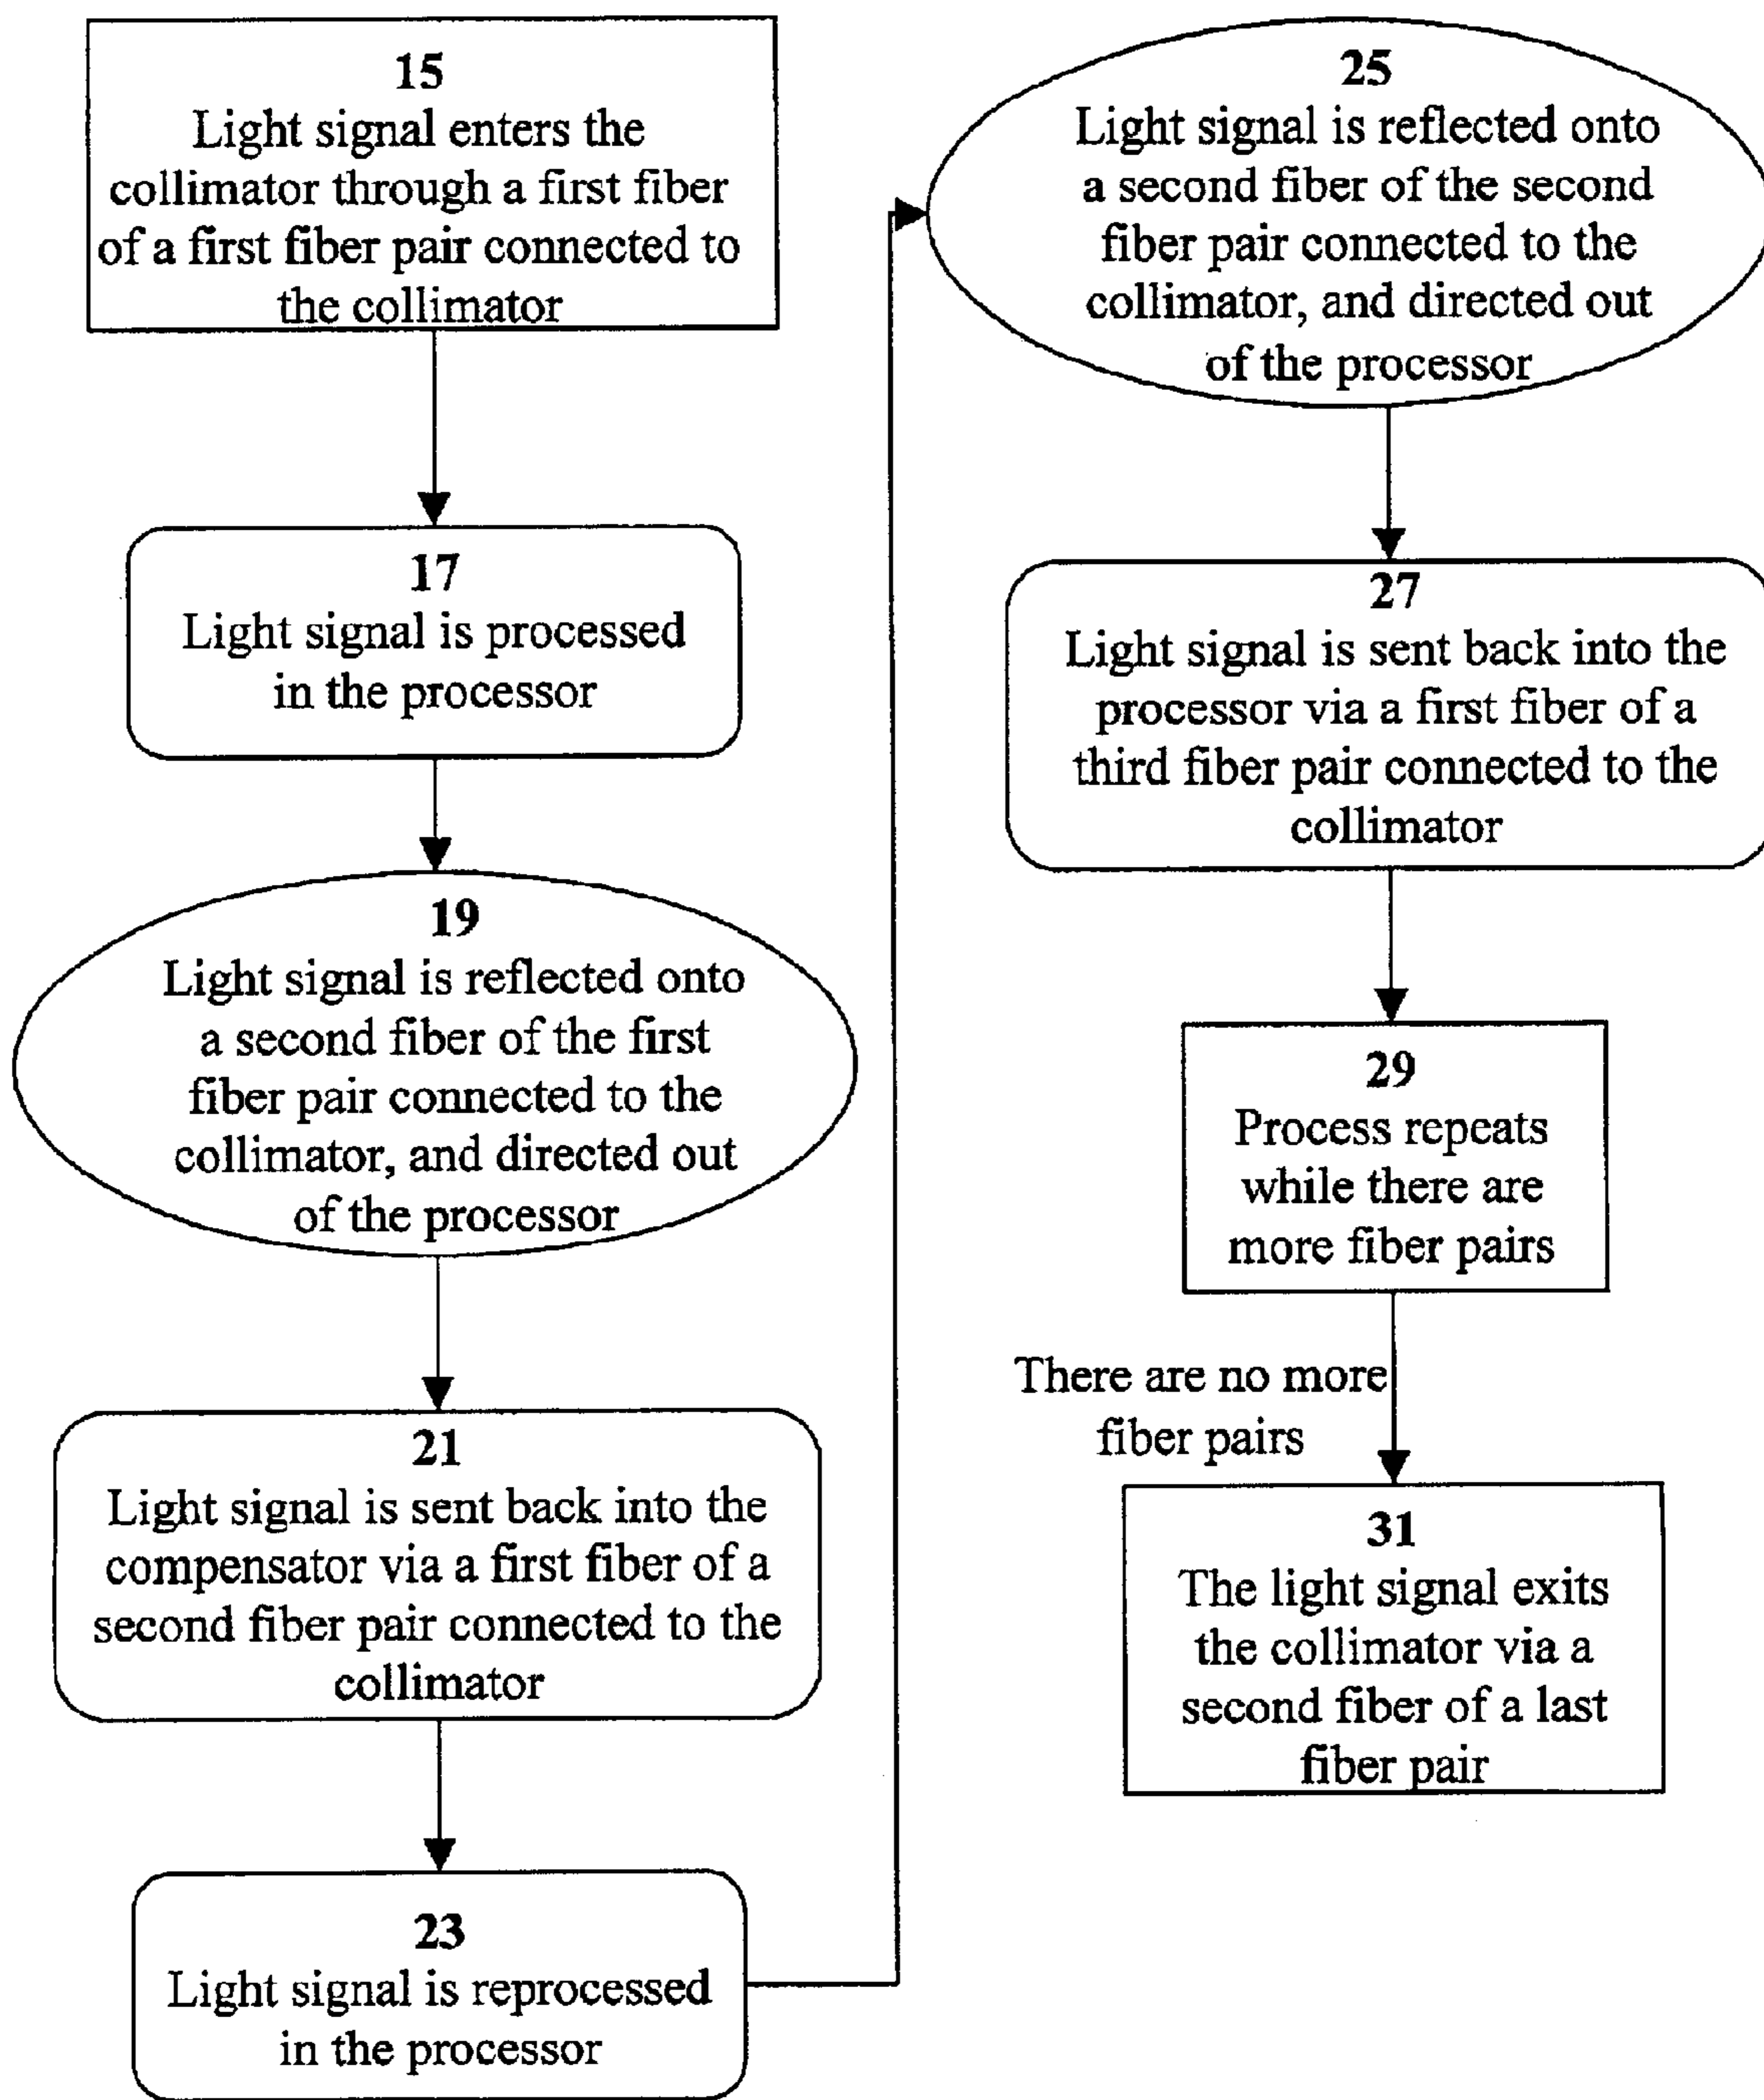 15
Light signal enters the
collimator through a first fiber
of a first fiber pair connected to
the collimator
17
Light signal is processed
in the processor
19
Light signal is reflected onto
a second fiber of the first
fiber pair connected to the
collimator, and directed out
of the processor
21
Light signal is sent back into the
compensator via a first fiber of a
second fiber pair connected to the
collimator
23
Light signal is reprocessed
in the processor
25
Light signal is reflected onto
a second fiber of the second
fiber pair connected to the
collimator, and directed out
of the processor
27
Light signal is sent back into the
processor via a first fiber of a
third fiber pair connected to the
collimator
29
Process repeats
while there are
more fiber pairs
There are no more
fiber pairs
31
The light signal exits
the collimator via a
second fiber of a last
fiber pair